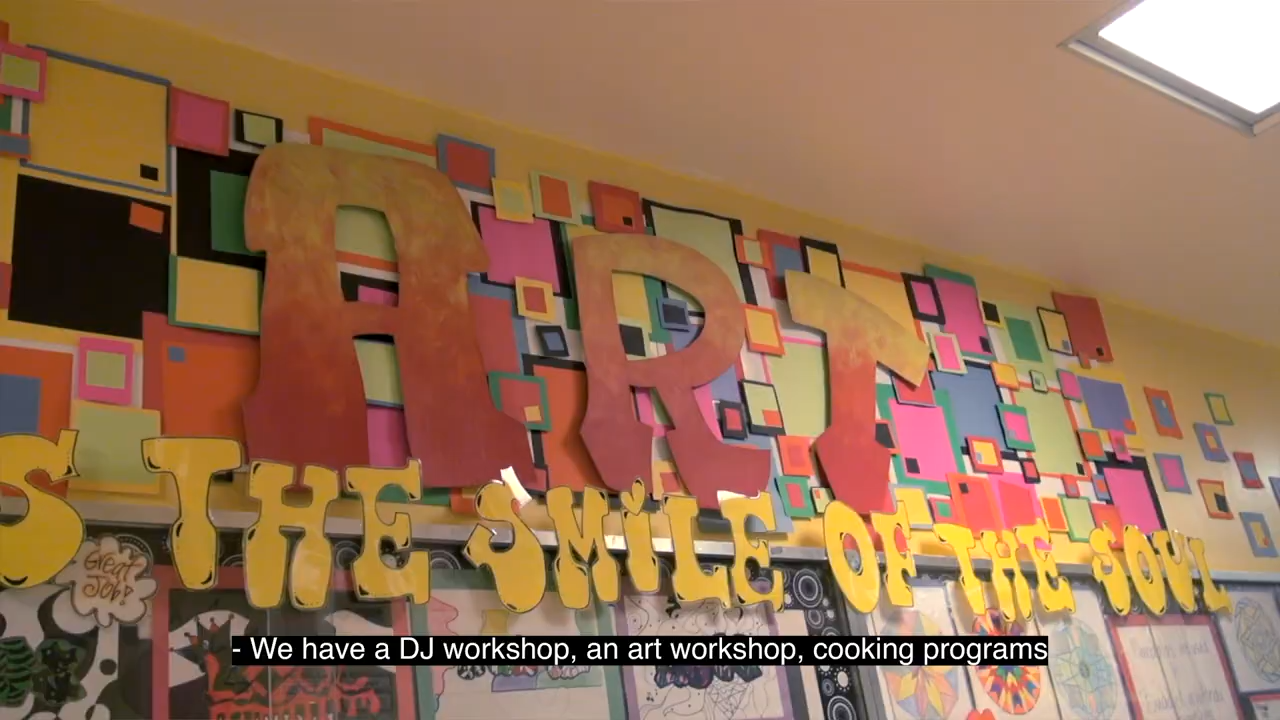 ART
S THE SMiLE OF THE SOUL
Great
JOB!
- We have a DJ workshop, an art workshop, cooking programs